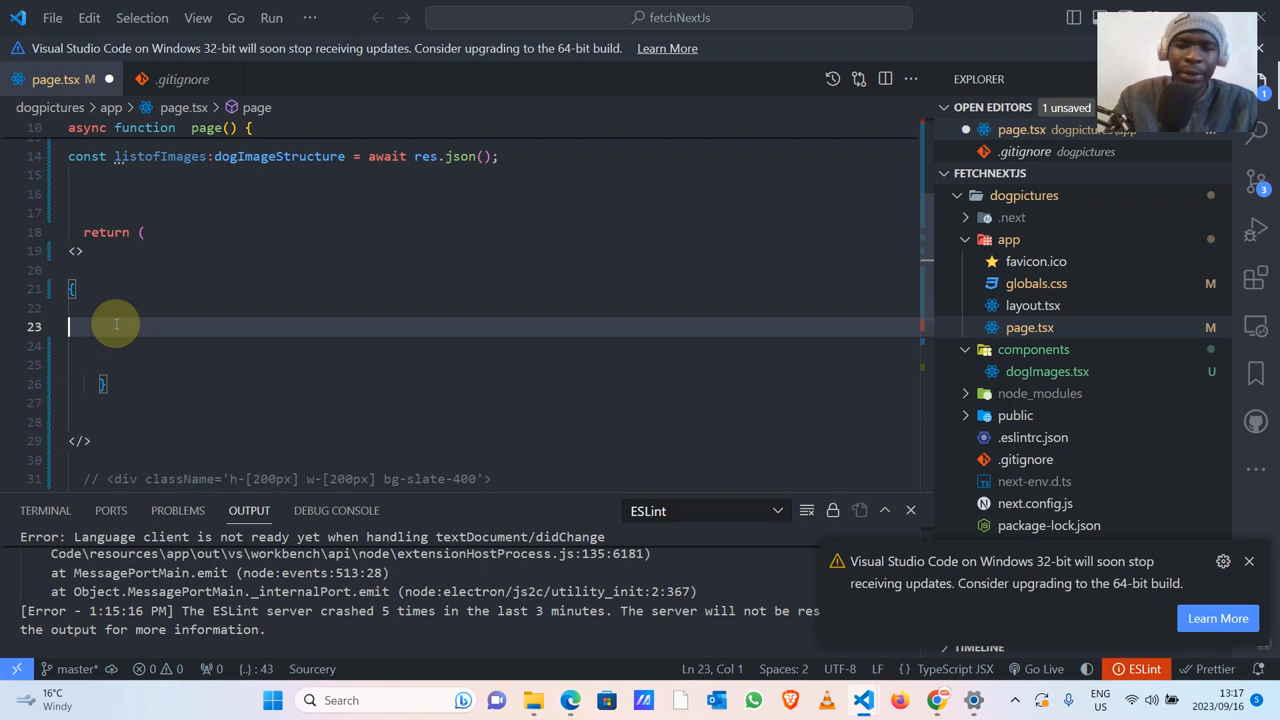 File Edit Selection View Go Run ··· fetchNextJs
Visual Studio Code on Windows 32-bit will soon stop receiving updates. Consider upgrading to the 64-bit build. Learn More
page.tsx M .gitignore
EXPLORER
dogpictures > app > page.tsx > page
OPEN EDITORS 1 unsaved
page.tsx dogpictures\app
.gitignore dogpictures
10 async function page() {
14 const listofImages:dogImageStructure = await res.json();
15
16
17
18 return (
19 <>
20
21 {
22
23
24
25
26 }
27
28
29 </>
30
31 // <div className='h-[200px] w-[200px] bg-slate-400'>
FETCHNEXTJS
dogpictures
.next
app
favicon.ico
globals.css M
layout.tsx
page.tsx M
components
dogImages.tsx U
node_modules
public
.eslintrc.json
.gitignore
next-env.d.ts
next.config.js
package-lock.json
TIMELINE
1
3
TERMINAL PORTS PROBLEMS OUTPUT DEBUG CONSOLE ESLint
Error: Language client is not ready yet when handling textDocument/didChange
Code\resources\app\out\vs\workbench\api\node\extensionHostProcess.js:135:6181)
at MessagePortMain.emit (node:events:513:28)
at Object.MessagePortMain._internalPort.emit (node:electron/js2c/utility_init:2:367)
[Error - 1:15:16 PM] The ESLint server crashed 5 times in the last 3 minutes. The server will not be res
the output for more information.
Visual Studio Code on Windows 32-bit will soon stop
receiving updates. Consider upgrading to the 64-bit build.
Learn More
master* 0 0 0 {..} : 43 Sourcery Ln 23, Col 1 Spaces: 2 UTF-8 LF {} TypeScript JSX Go Live ESLint Prettier
16°C
Windy
Search
ENG
US
13:17
2023/09/16
5